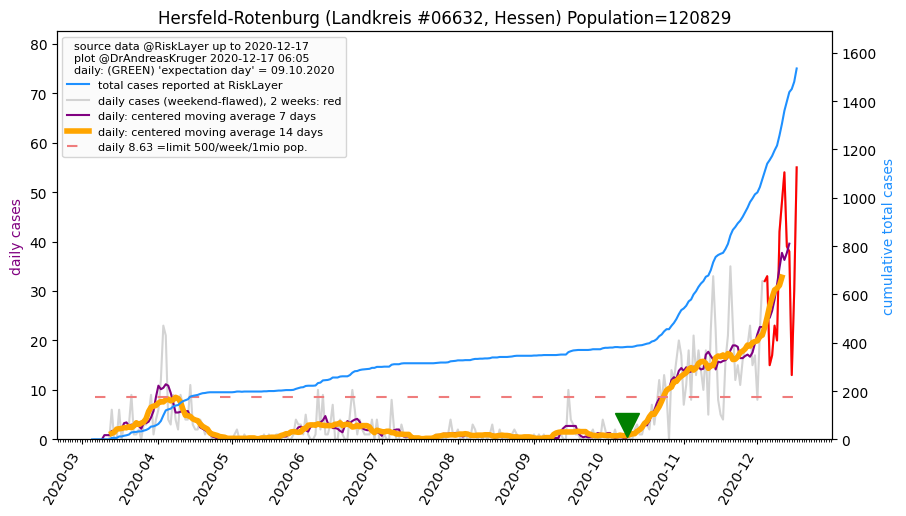 Hersfeld-Rotenburg (Landkreis #06632, Hessen) Population=120829
source data @RiskLayer up to 2020-12-17
plot @DrAndreasKruger 2020-12-17 06:05
daily: (GREEN) 'expectation day' = 09.10.2020
total cases reported at RiskLayer
daily cases (weekend-flawed), 2 weeks: red
daily: centered moving average 7 days
daily: centered moving average 14 days
daily 8.63 =limit 500/week/1mio pop.
daily cases
80
70
60
50
40
30
20
10
0
cumulative total cases
1600
1400
1200
1000
800
600
400
200
0
2020-03
2020-04
2020-05
2020-06
2020-07
2020-08
2020-09
2020-10
2020-11
2020-12